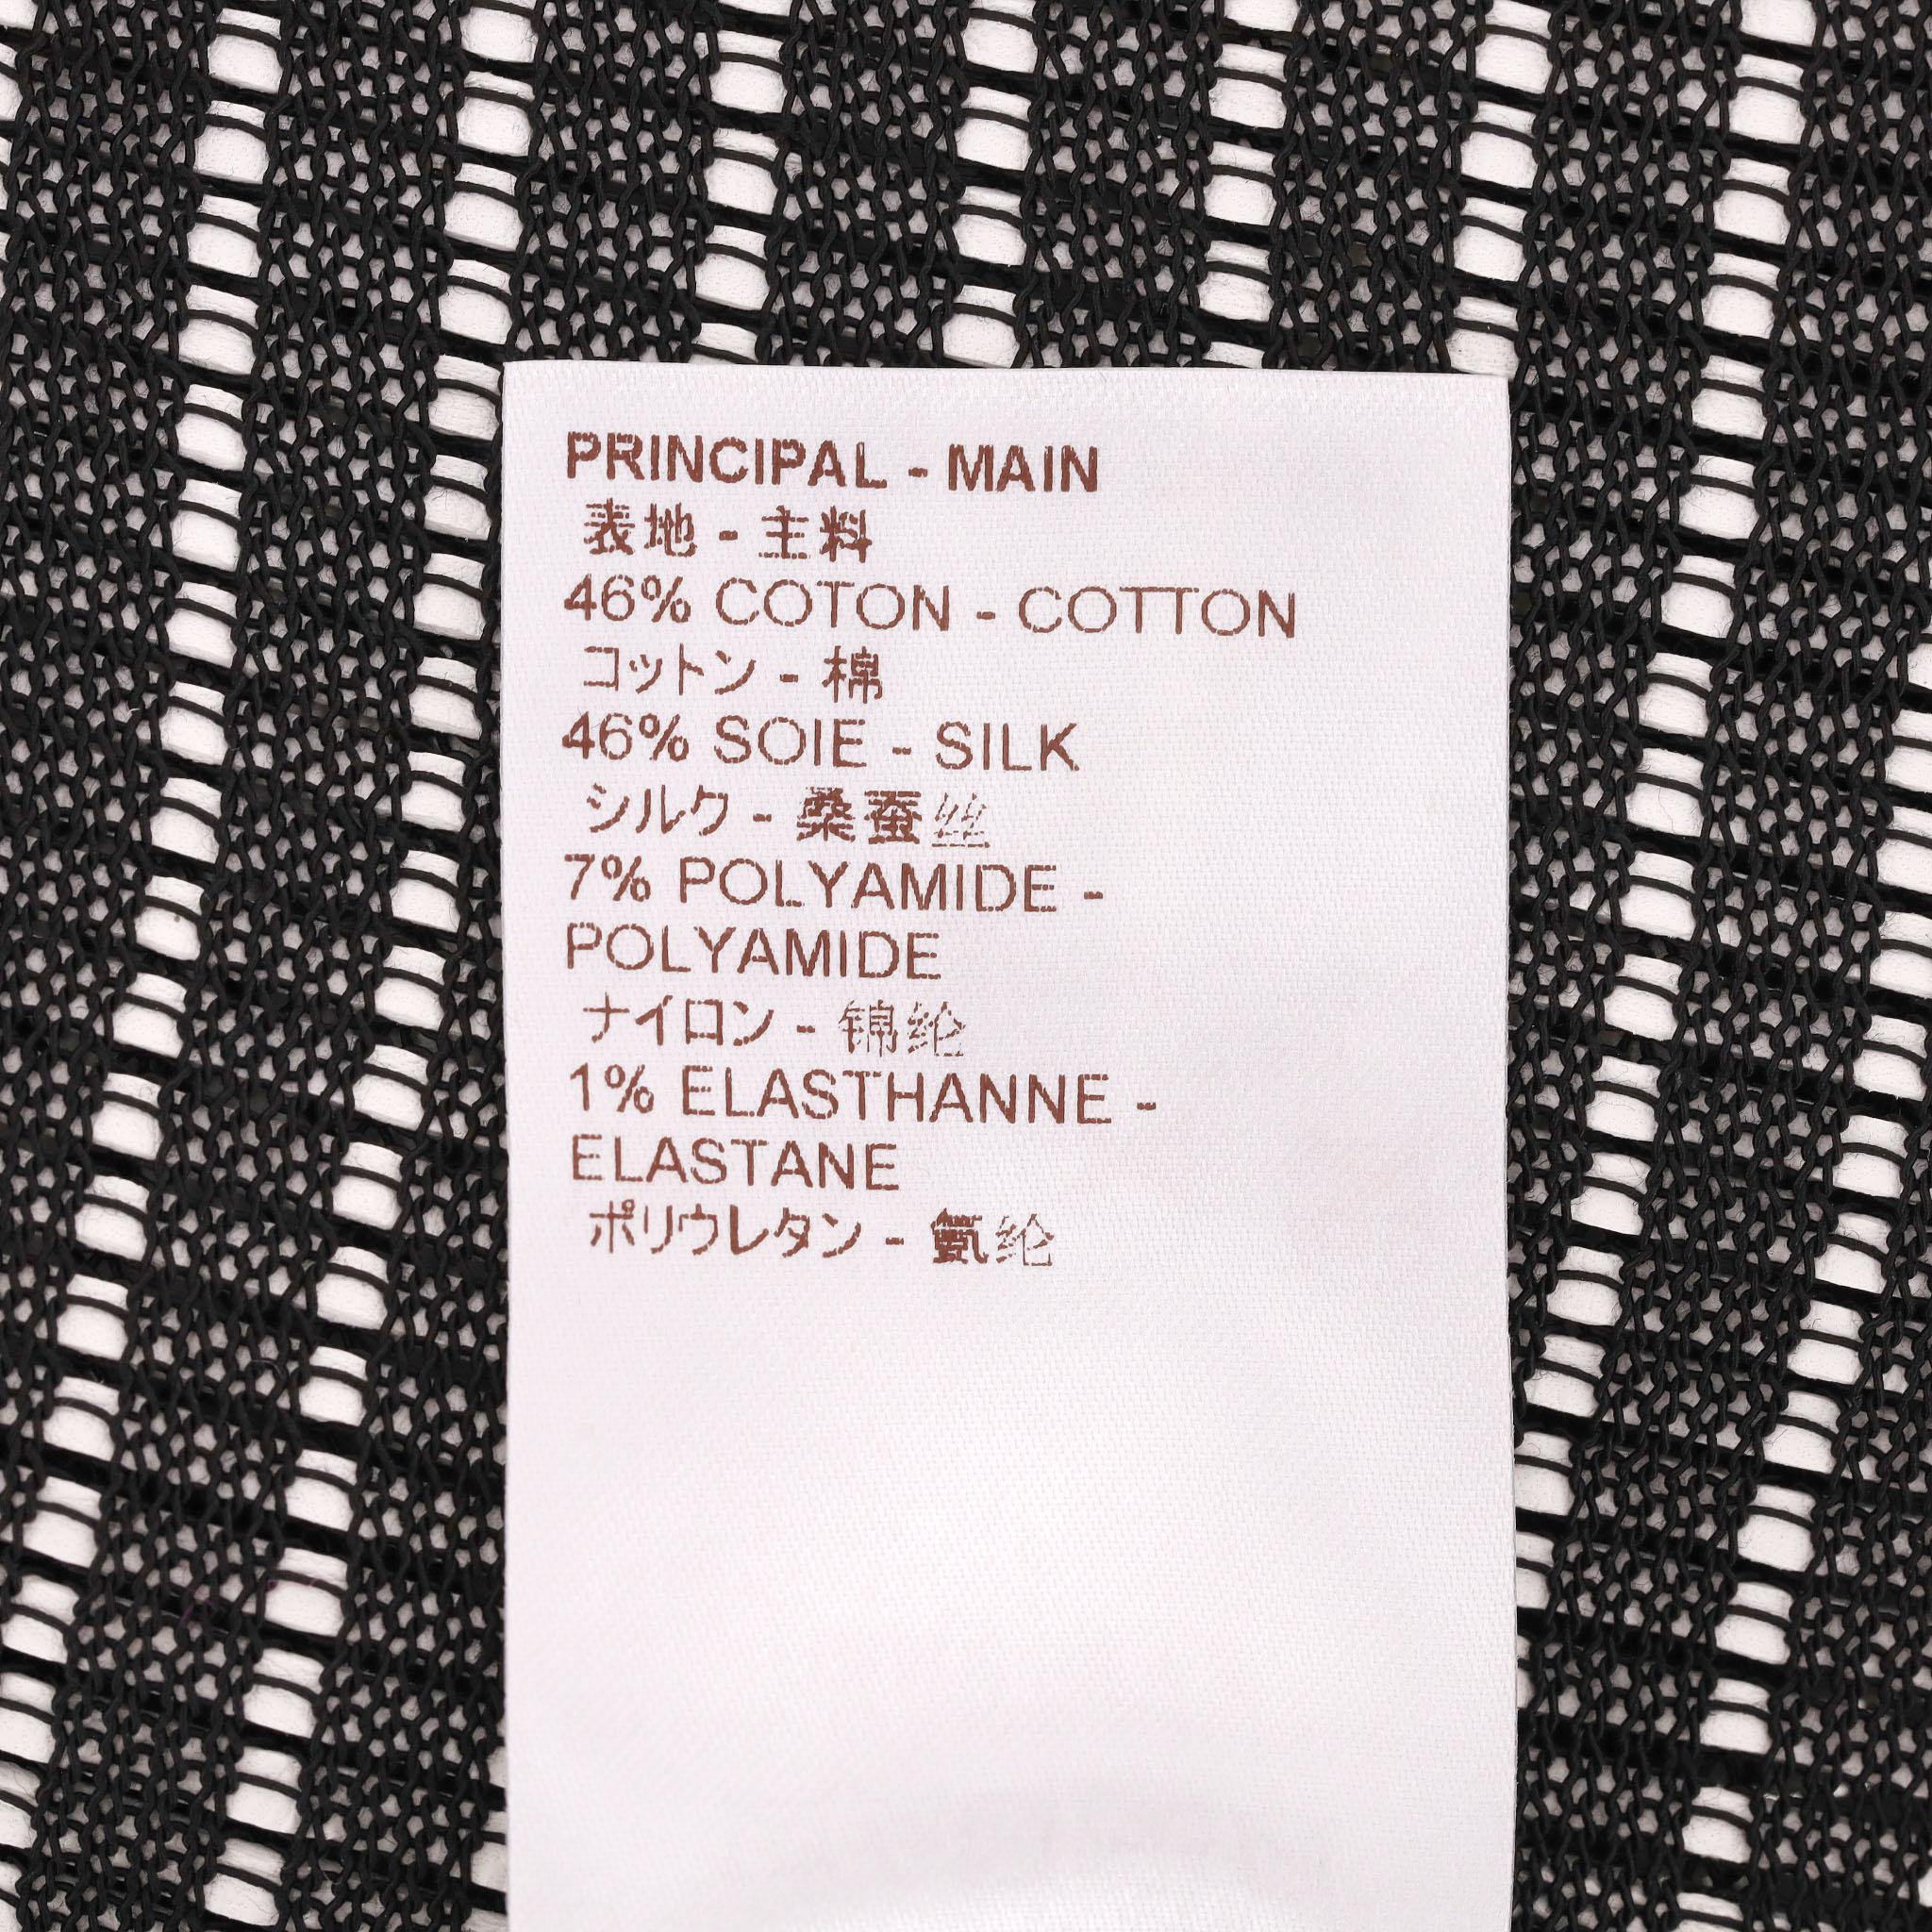 PRINCIPAL - MAIN
表地 - 主料
46% COTON - COTTON
コットン - 棉
46% SOIE - SILK
シルク - 桑蚕丝
7% POLYAMIDE -
POLYAMIDE
ナイロン - 锦纶
1% ELASTHANNE -
ELASTANE
ポリウレタン - 氨纶